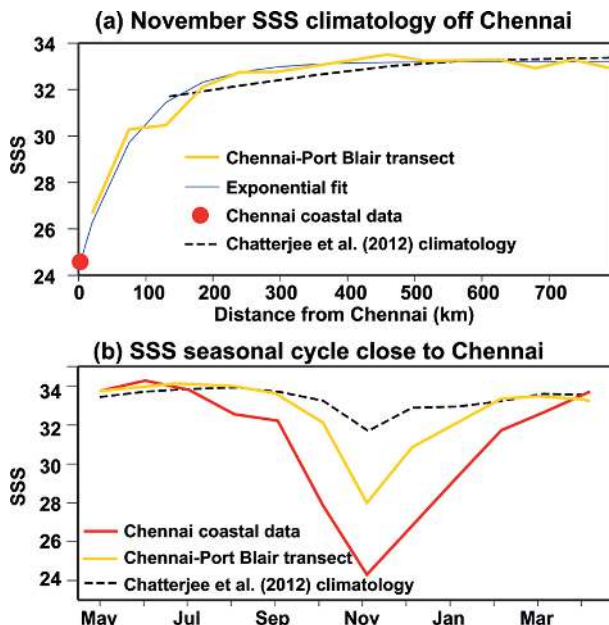 (a) November SSS climatology off Chennai
34
32
30
28
26
24
SSS
Chennai-Port Blair transect
Exponential fit
Chennai coastal data
Chatterjee et al. (2012) climatology
0 100 200 300 400 500 600 700
Distance from Chennai (km)
(b) SSS seasonal cycle close to Chennai
34
32
30
28
26
24
SSS
Chennai coastal data
Chennai-Port Blair transect
Chatterjee et al. (2012) climatology
May Jul Sep Nov Jan Mar